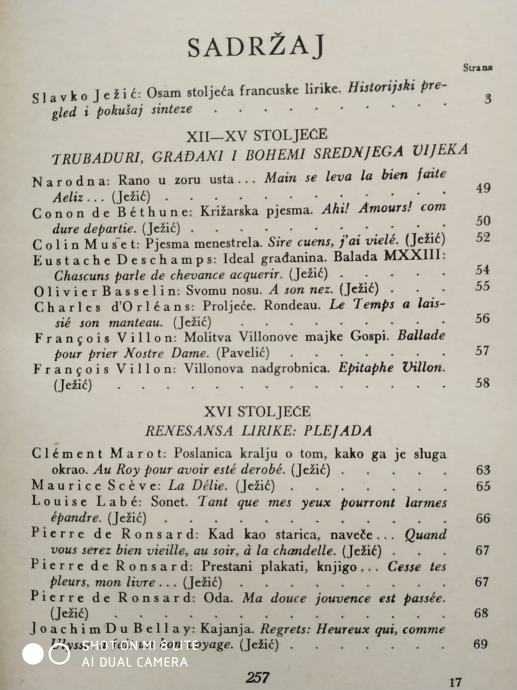 SADRŽAJ
Strana
Slavko Ježić: Osam stoljeća francuske lirike. Historijski pre-
gled i pokušaj sinteze . . . . . . . . . 3
XII—XV STOLJEĆE
TRUBADURI, GRAĐANI I BOHEMI SREDNJEGA VIJEKA
Narodna: Rano u zoru usta... Main se leva la bien faite
Aeliz... (Ježić) . . . . . . . . . . 49
Conon de Béthune: Križarska pjesma. Ahi! Amours! com
dure departie. (Ježić) . . . . . . . . . 50
Colin Muset: Pjesma menestrela. Sire cuens, j'ai vielé. (Ježić) 52
Eustache Deschamps: Ideal građanina. Balada MXXIII:
Chascuns parle de chevance acquerir. (Ježić) . . . . 54
Olivier Basselin: Svomu nosu. A son nez. (Ježić) . . . 55
Charles d'Orléans: Proljeće. Rondeau. Le Temps a lais-
sié son manteau. (Ježić) . . . . . . . . 56
François Villon: Molitva Villonove majke Gospi. Ballade
pour prier Nostre Dame. (Pavelić) . . . . . . 57
François Villon: Villonova nadgrobnica. Epitaphe Villon.
(Ježić) . . . . . . . . . . . 58
XVI STOLJEĆE
RENESANSA LIRIKE: PLEJADA
Clément Marot: Poslanica kralju o tom, kako ga je sluga
okrao. Au Roy pour avoir esté derobé. (Ježić) . . . . . 63
Maurice Scève: La Délie. (Ježić) . . . . . . . 65
Louise Labé: Sonet. Tant que mes yeux pourront larmes
épandre. (Ježić) . . . . . . . . . . 66
Pierre de Ronsard: Kad kao starica, naveče... Quand
vous serez bien vieille, au soir, à la chandelle. (Ježić) . . . 67
Pierre de Ronsard: Prestani plakati, knjigo... Cesse tes
pleurs, mon livre... (Ježić) . . . . . . . . 67
Pierre de Ronsard: Oda. Ma douce jouvence est passée.
(Ježić) . . . . . . . . . . . 68
Joachim Du Bellay: Kajanja. Regrets: Heureux qui, comme
Ulysse a fait un bon voyage. (Ježić) . . . . . . 69
SHOT ON MI 8 LITE
AI DUAL CAMERA
257
17